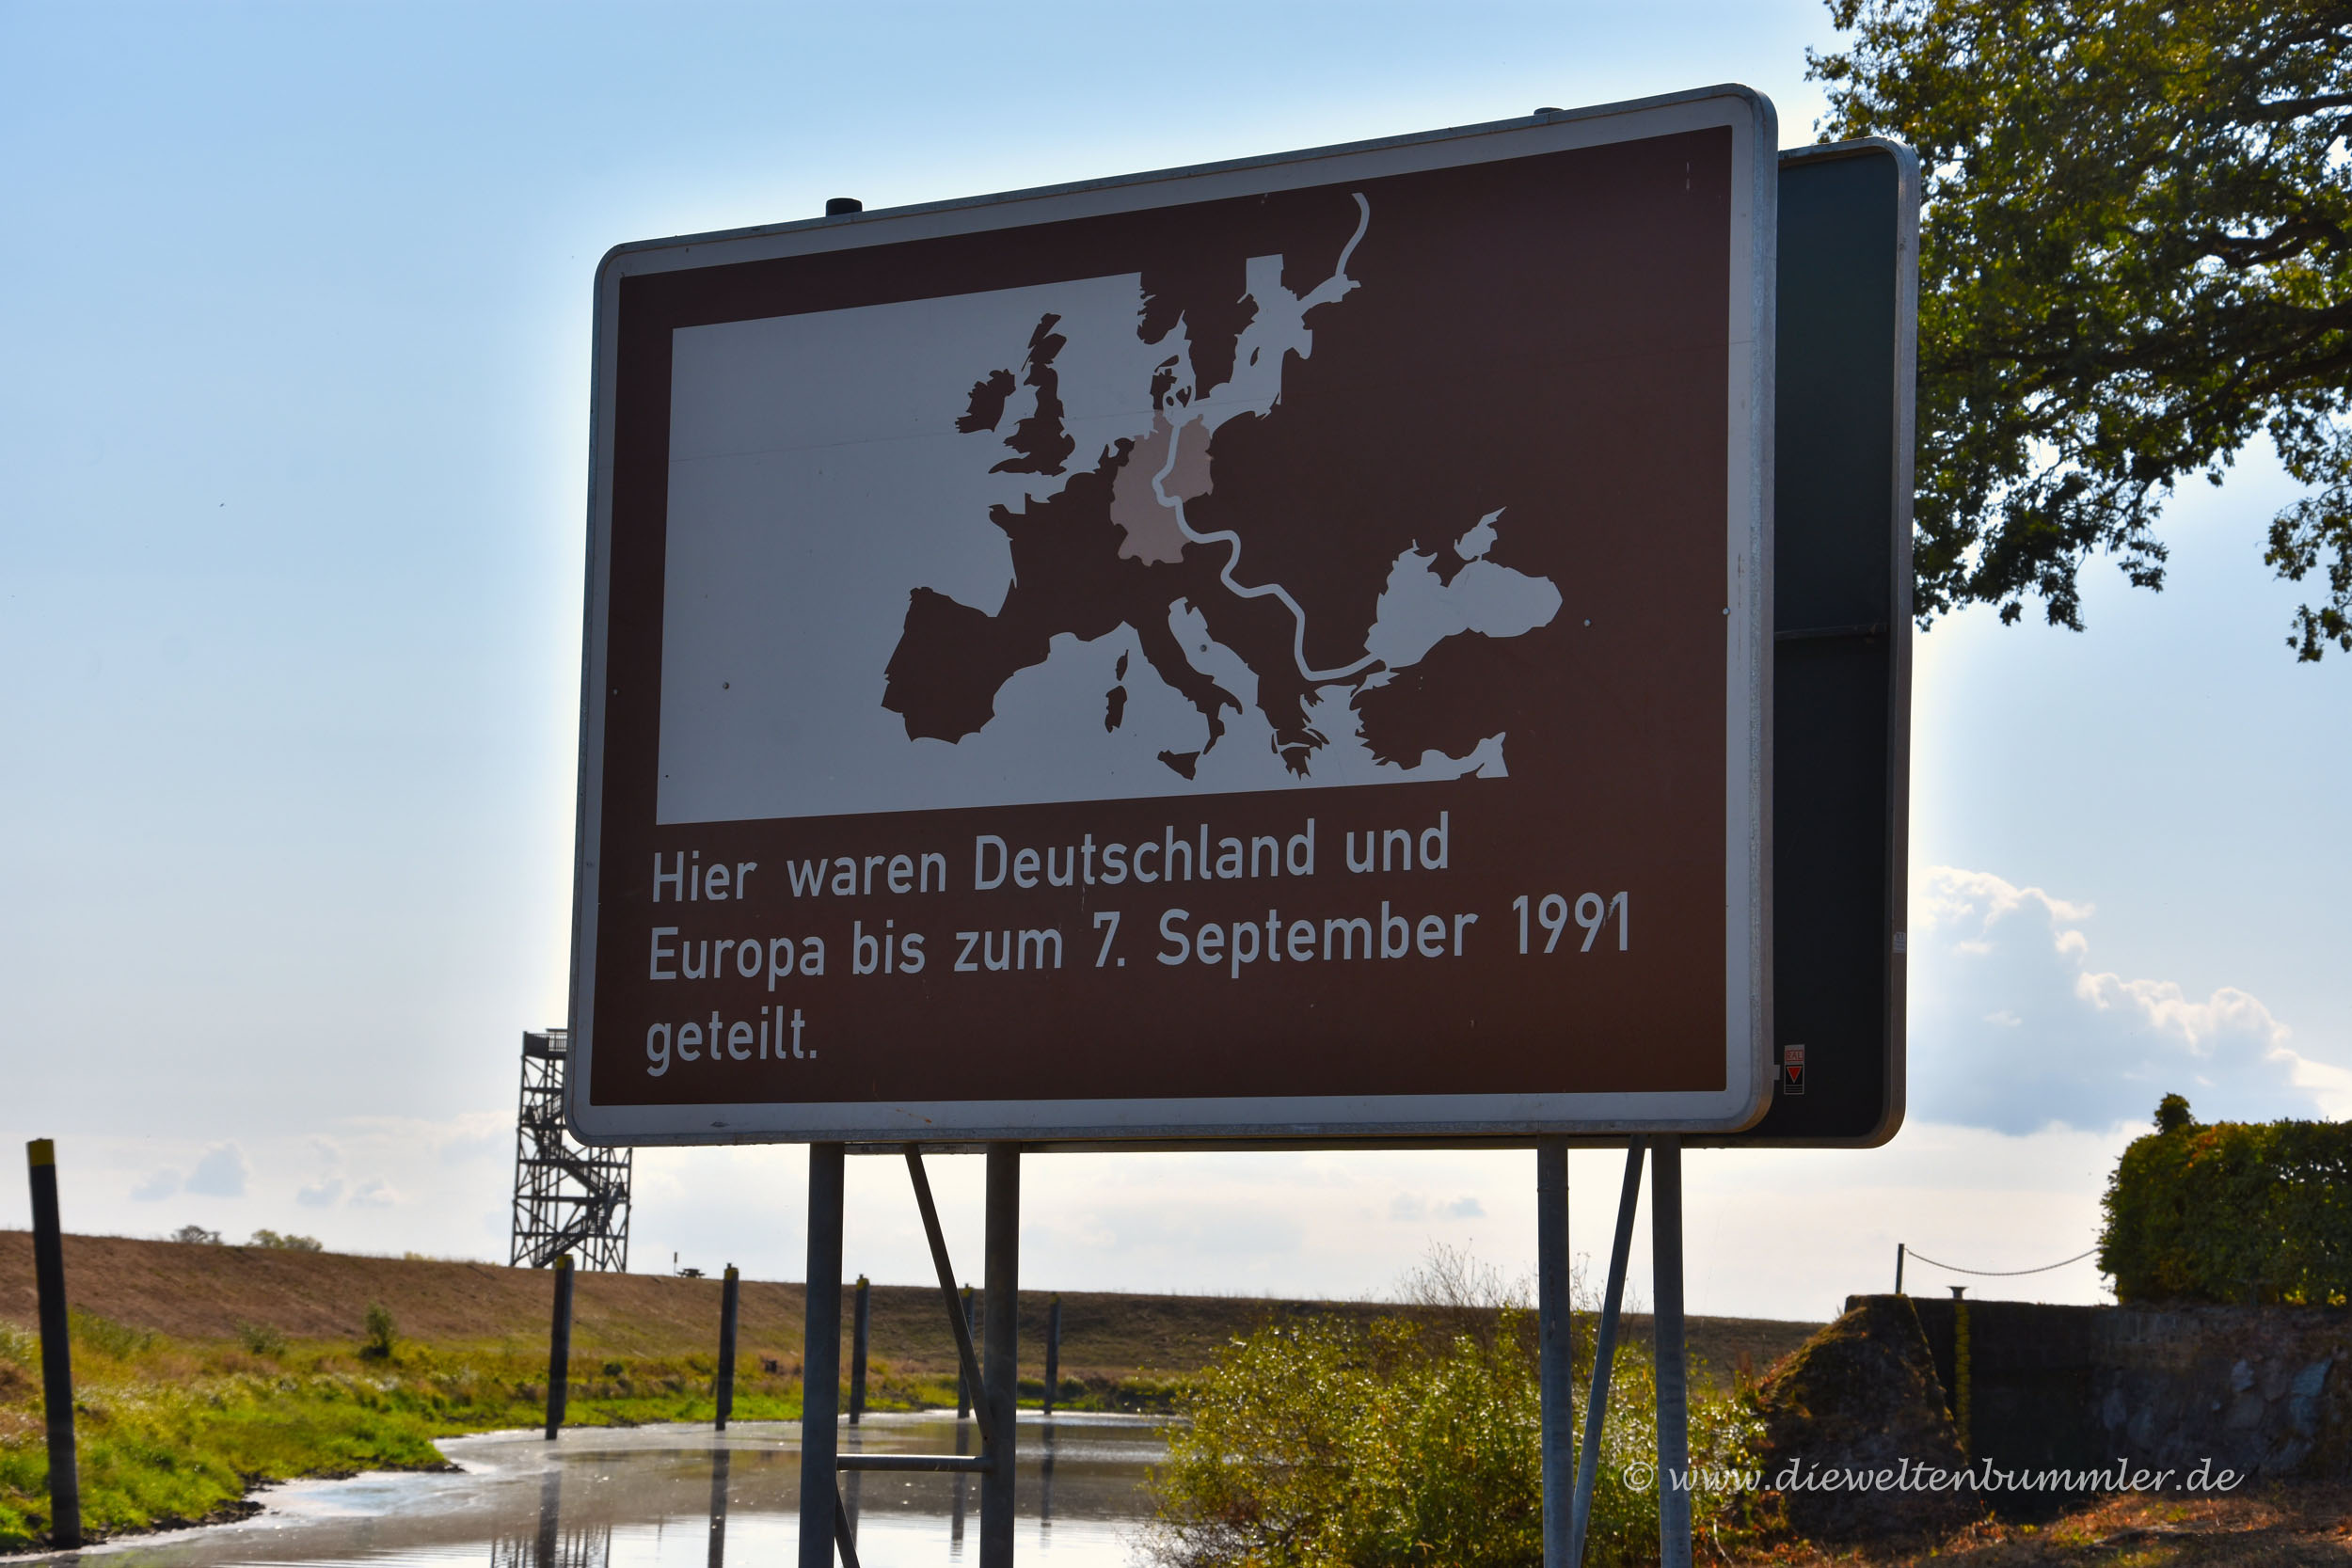 Hier waren Deutschland und
Europa bis zum 7. September 1991
geteilt.
© www.dieweltenbummler.de